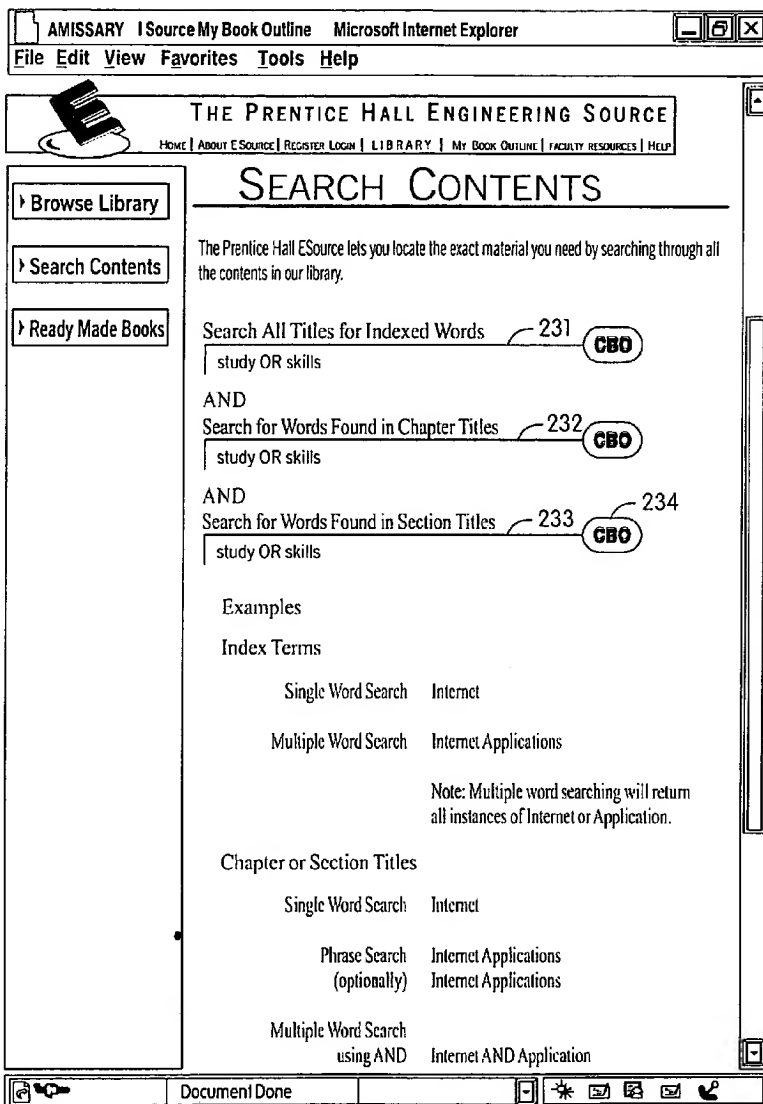 AMISSARY I Source My Book Outline Microsoft Internet Explorer
File Edit View Favorites Tools Help
E
THE PRENTICE HALL ENGINEERING SOURCE
HOME | ABOUT ESOURCE | REGISTER LOGIN | LIBRARY | MY BOOK OUTLINE | FACULTY RESOURCES | HELP
Browse Library
Search Contents
Ready Made Books
SEARCH CONTENTS
The Prentice Hall ESource lets you locate the exact material you need by searching through all
the contents in our library.
Search All Titles for Indexed Words 231 CBO
study OR skills
AND
Search for Words Found in Chapter Titles 232 CBO
study OR skills
AND
234
Search for Words Found in Section Titles 233 CBO
study OR skills
Examples
Index Terms
Single Word Search Internet
Multiple Word Search Internet Applications
Note: Multiple word searching will return
all instances of Internet or Application.
Chapter or Section Titles
Single Word Search Internet
Phrase Search Internet Applications
(optionally) Internet Applications
Multiple Word Search
using AND Internet AND Application
Document Done